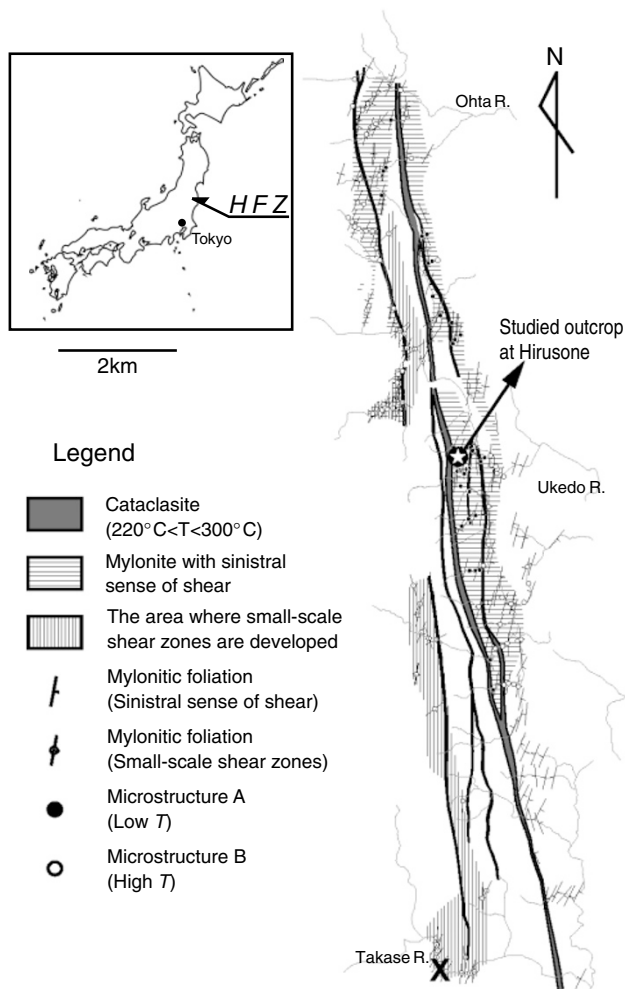 HFZ
Tokyo
2km
N
Ohta R.
Studied outcrop
at Hirusone
Ukedo R.
Takase R.
X
Legend
Cataclasite
(220°C<T<300°C)
Mylonite with sinistral
sense of shear
The area where small-scale
shear zones are developed
Mylonitic foliation
(Sinistral sense of shear)
Mylonitic foliation
(Small-scale shear zones)
Microstructure A
(Low T)
Microstructure B
(High T)